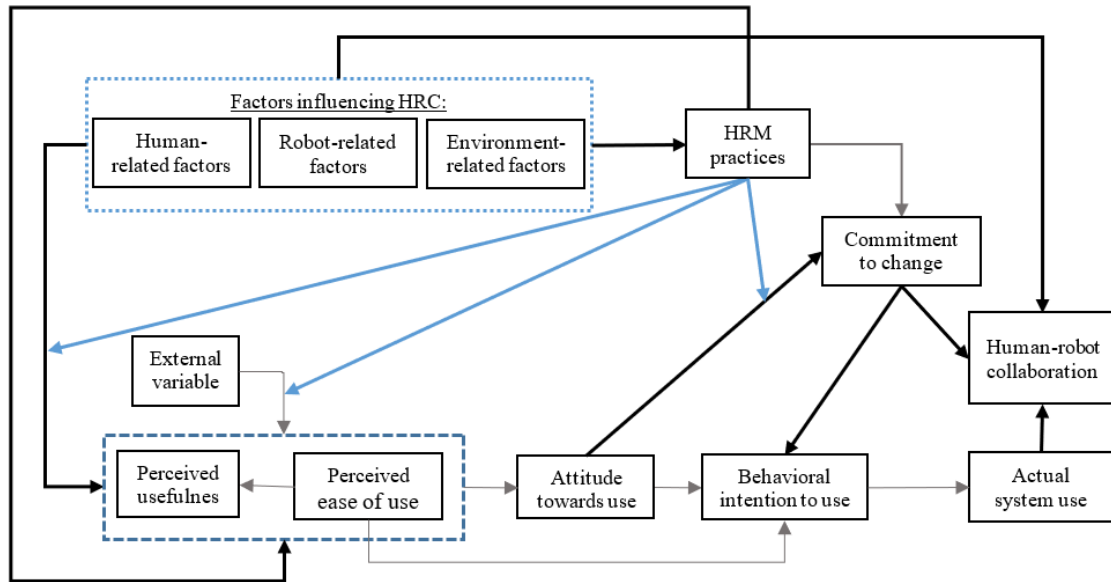 Factors influencing HRC:
Human-
related factors
Robot-related
factors
Environment-
related factors
HRM
practices
Commitment
to change
External
variable
Human-robot
collaboration
Perceived
usefulnes
Perceived
ease of use
Attitude
towards use
Behavioral
intention to use
Actual
system use